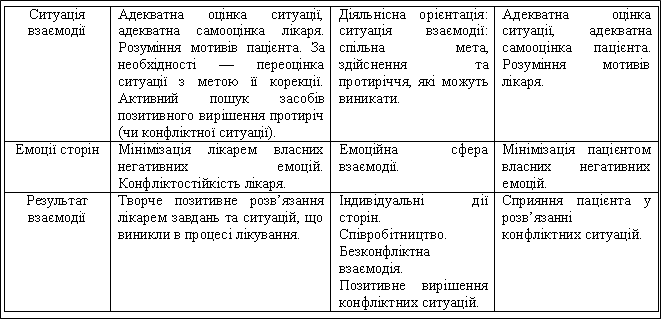 Ситуація
взаємодії
Адекватна оцінка ситуації,
адекватна самооцінка лікаря.
Розуміння мотивів пацієнта. За
необхідності — переоцінка
ситуації з метою її корекції.
Активний пошук засобів
позитивного вирішення протиріч
(чи конфліктної ситуації).
Діяльнісна орієнтація:
ситуація взаємодії:
спільна мета,
здійснення та
протиріччя, які можуть
виникати.
Адекватна оцінка
ситуації, адекватна
самооцінка пацієнта.
Розуміння мотивів
лікаря.
Емоції сторін
Мінімізація лікарем власних
негативних емоцій.
Конфліктостійкість лікаря.
Емоційна сфера
взаємодії.
Мінімізація пацієнтом
власних негативних
емоцій.
Результат
взаємодії
Творче позитивне розв’язання
лікарем завдань та ситуацій, що
виникли в процесі лікування.
Індивідуальні дії
сторін.
Співробітництво.
Безконфліктна
взаємодія.
Позитивне вирішення
конфліктних ситуацій.
Сприяння пацієнта у
розв’язанні
конфліктних ситуацій.